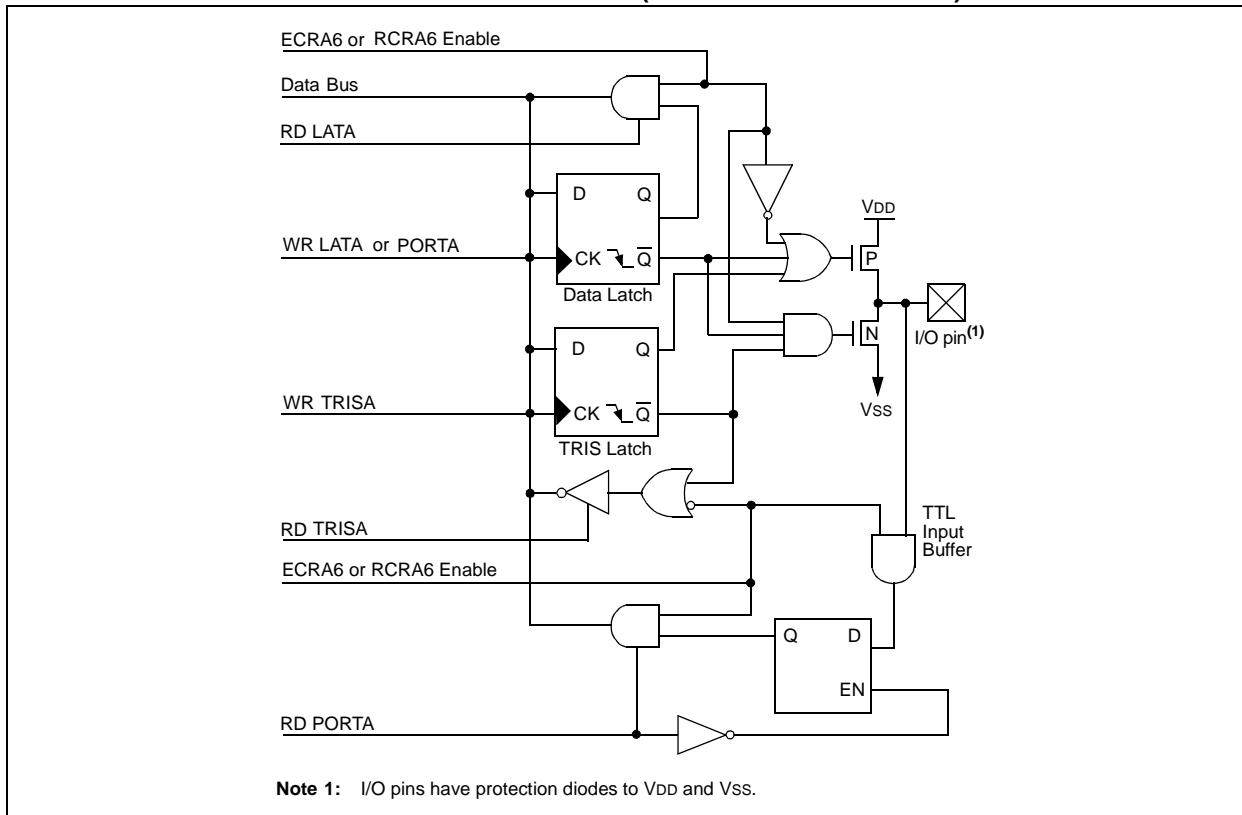 ECRA6 or RCRA6 Enable
Data Bus
RD LATA
D Q
VDD
WR LATA or PORTA
CK Q
P
Data Latch
I/O pin(1)
D Q
N
WR TRISA
CK Q
VSS
TRIS Latch
TTL
Input
Buffer
RD TRISA
ECRA6 or RCRA6 Enable
Q D
EN
RD PORTA
Note 1: I/O pins have protection diodes to VDD and VSS.